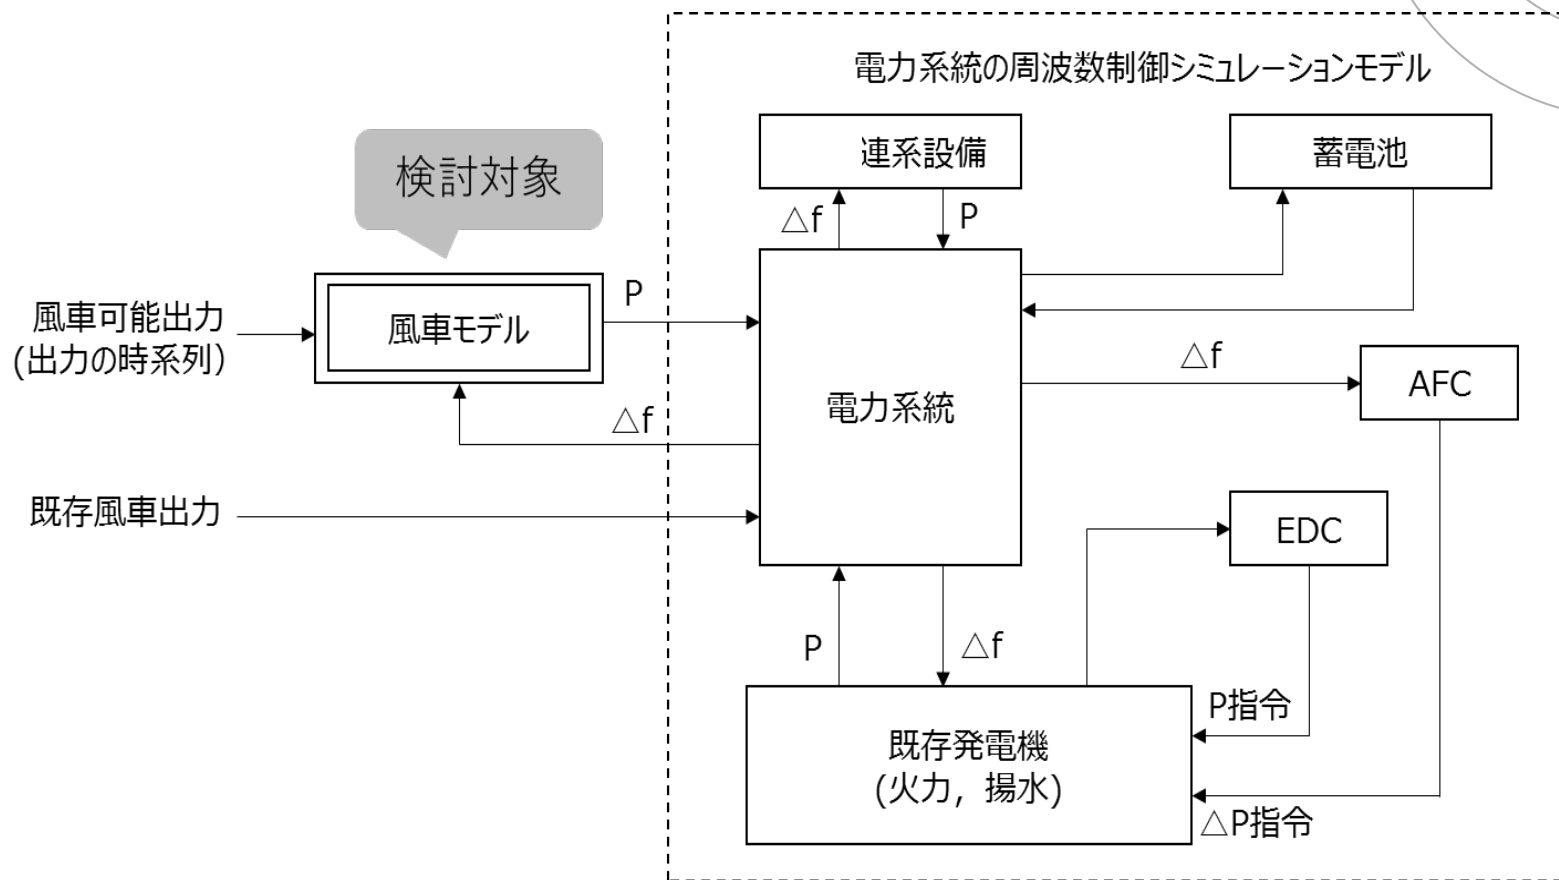 電力系統の周波数制御シミュレーションモデル
連系設備
蓄電池
検討対象
△f
P
風車可能出力
(出力の時系列)
風車モデル
P
△f
電力系統
△f
AFC
既存風車出力
EDC
P
△f
P指令
既存発電機
(火力，揚水)
△P指令